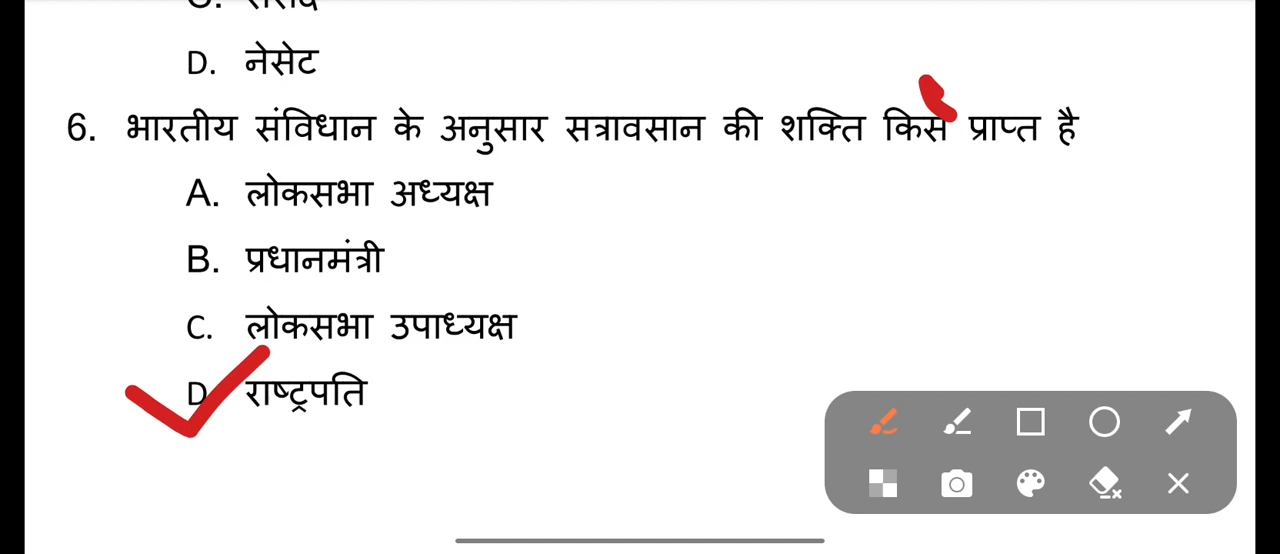 D. नेसेट
6. भारतीय संविधान के अनुसार सत्रावसान की शक्ति किसे प्राप्त है
A. लोकसभा अध्यक्ष
B. प्रधानमंत्री
C. लोकसभा उपाध्यक्ष
D. राष्ट्रपति